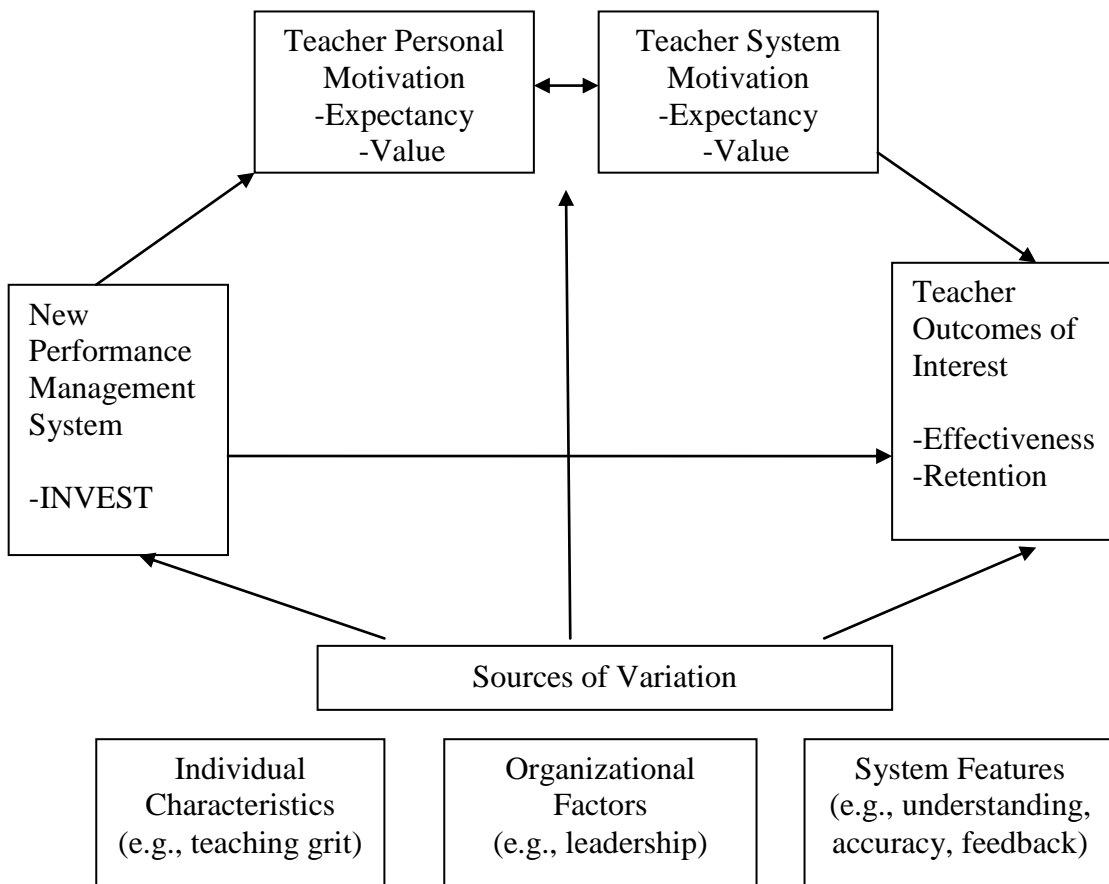 Teacher Personal
Motivation
-Expectancy
-Value
Teacher System
Motivation
-Expectancy
-Value
New
Performance
Management
System
-INVEST
Teacher
Outcomes of
Interest
-Effectiveness
-Retention
Sources of Variation
Individual
Characteristics
(e.g., teaching grit)
Organizational
Factors
(e.g., leadership)
System Features
(e.g., understanding,
accuracy, feedback)